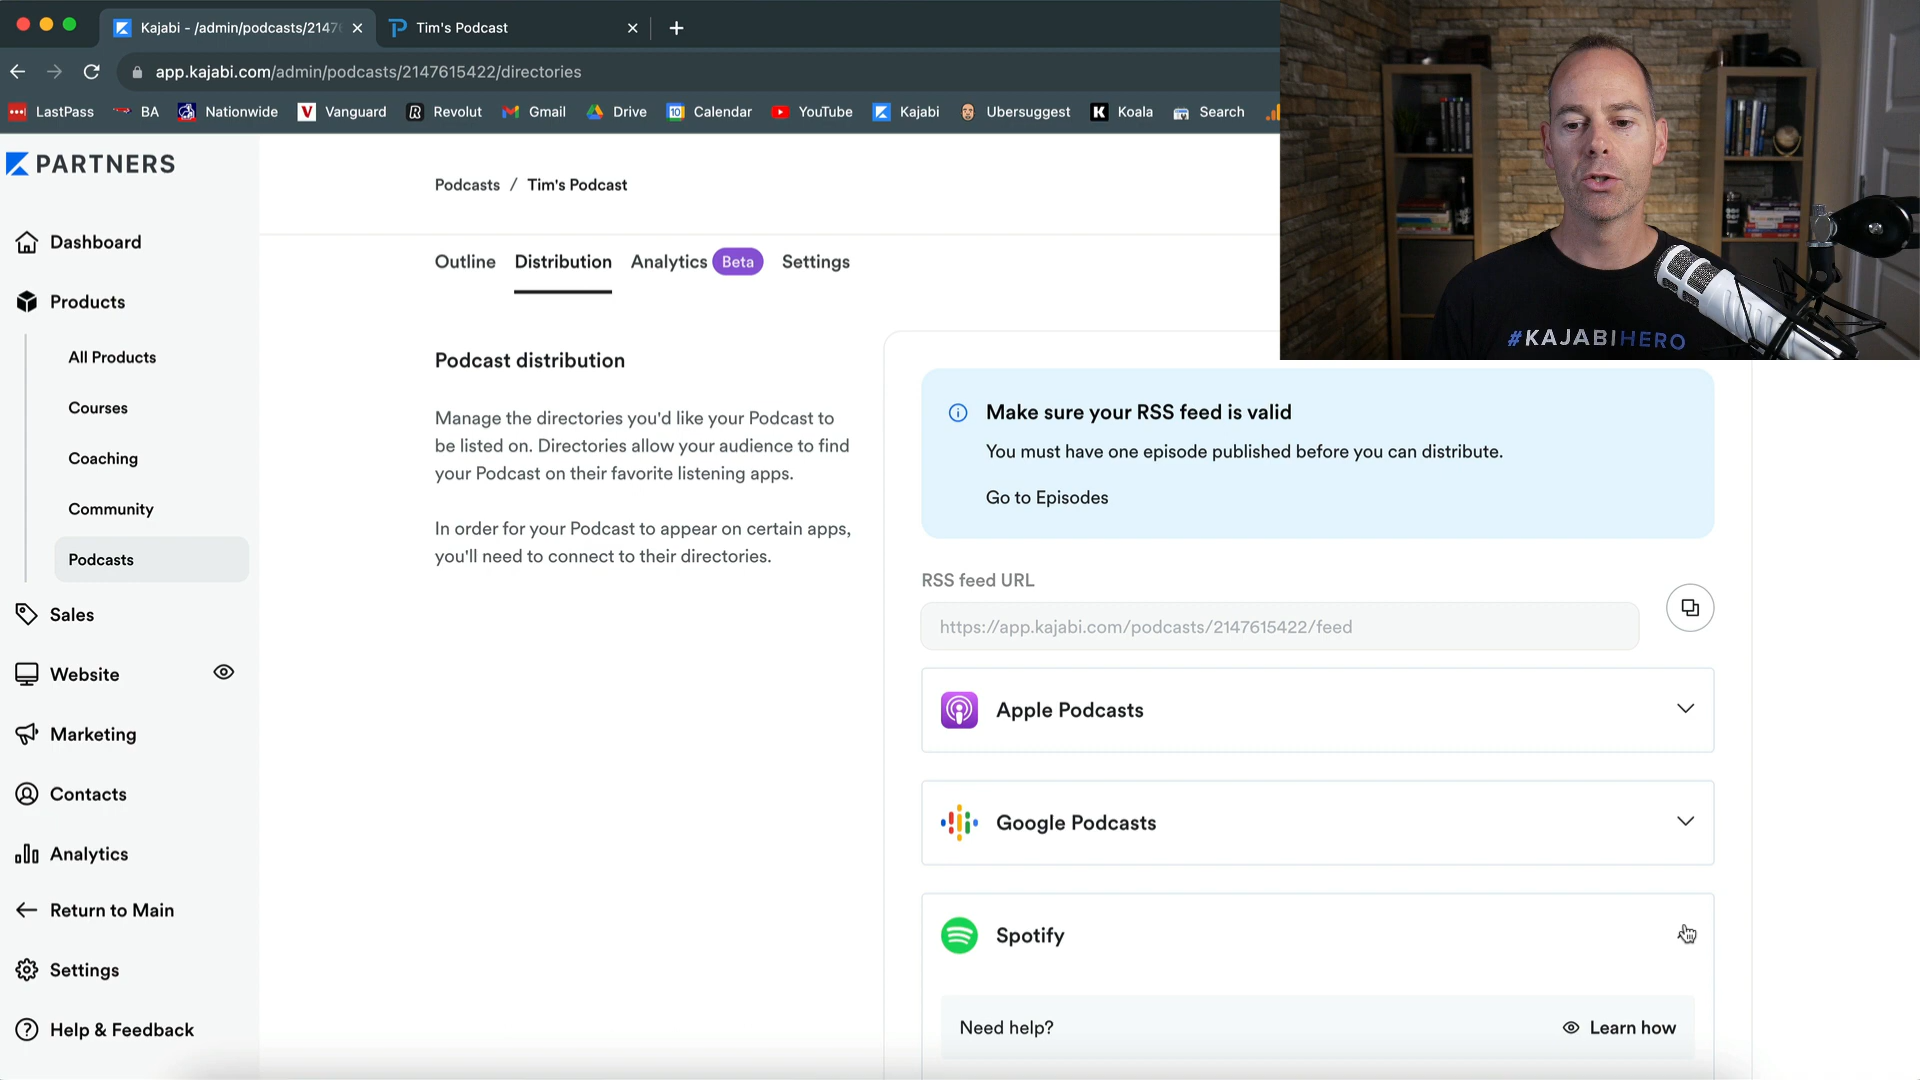 Kajabi - /admin/podcasts/2147
Tim's Podcast
app.kajabi.com/admin/podcasts/2147615422/directories
LastPass
BA
Nationwide
Vanguard
Revolut
Gmail
Drive
Calendar
YouTube
Kajabi
Ubersuggest
Koala
Search
PARTNERS
Dashboard
Products
All Products
Courses
Coaching
Community
Podcasts
Sales
Website
Marketing
Contacts
Analytics
Return to Main
Settings
Help & Feedback
Podcasts / Tim's Podcast
Outline Distribution Analytics Beta Settings
Podcast distribution
Manage the directories you'd like your Podcast to
be listed on. Directories allow your audience to find
your Podcast on their favorite listening apps.
In order for your Podcast to appear on certain apps,
you'll need to connect to their directories.
Make sure your RSS feed is valid
You must have one episode published before you can distribute.
Go to Episodes
RSS feed URL
https://app.kajabi.com/podcasts/2147615422/feed
Apple Podcasts
Google Podcasts
Spotify
Need help?
Learn how
#KAJABIHERO